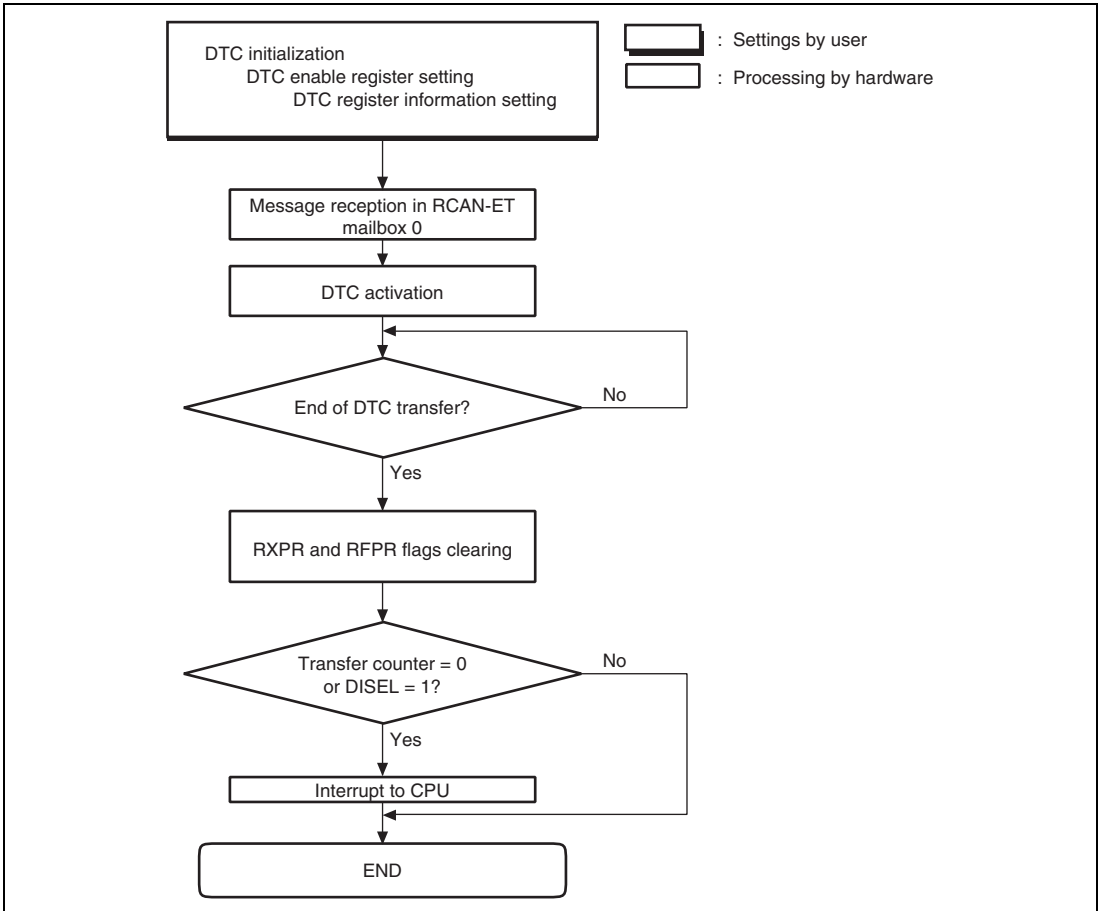 DTC initialization
DTC enable register setting
DTC register information setting
: Settings by user
: Processing by hardware
Message reception in RCAN-ET
mailbox 0
DTC activation
End of DTC transfer?
No
Yes
RXPR and RFPR flags clearing
Transfer counter = 0
or DISEL = 1?
No
Yes
Interrupt to CPU
END